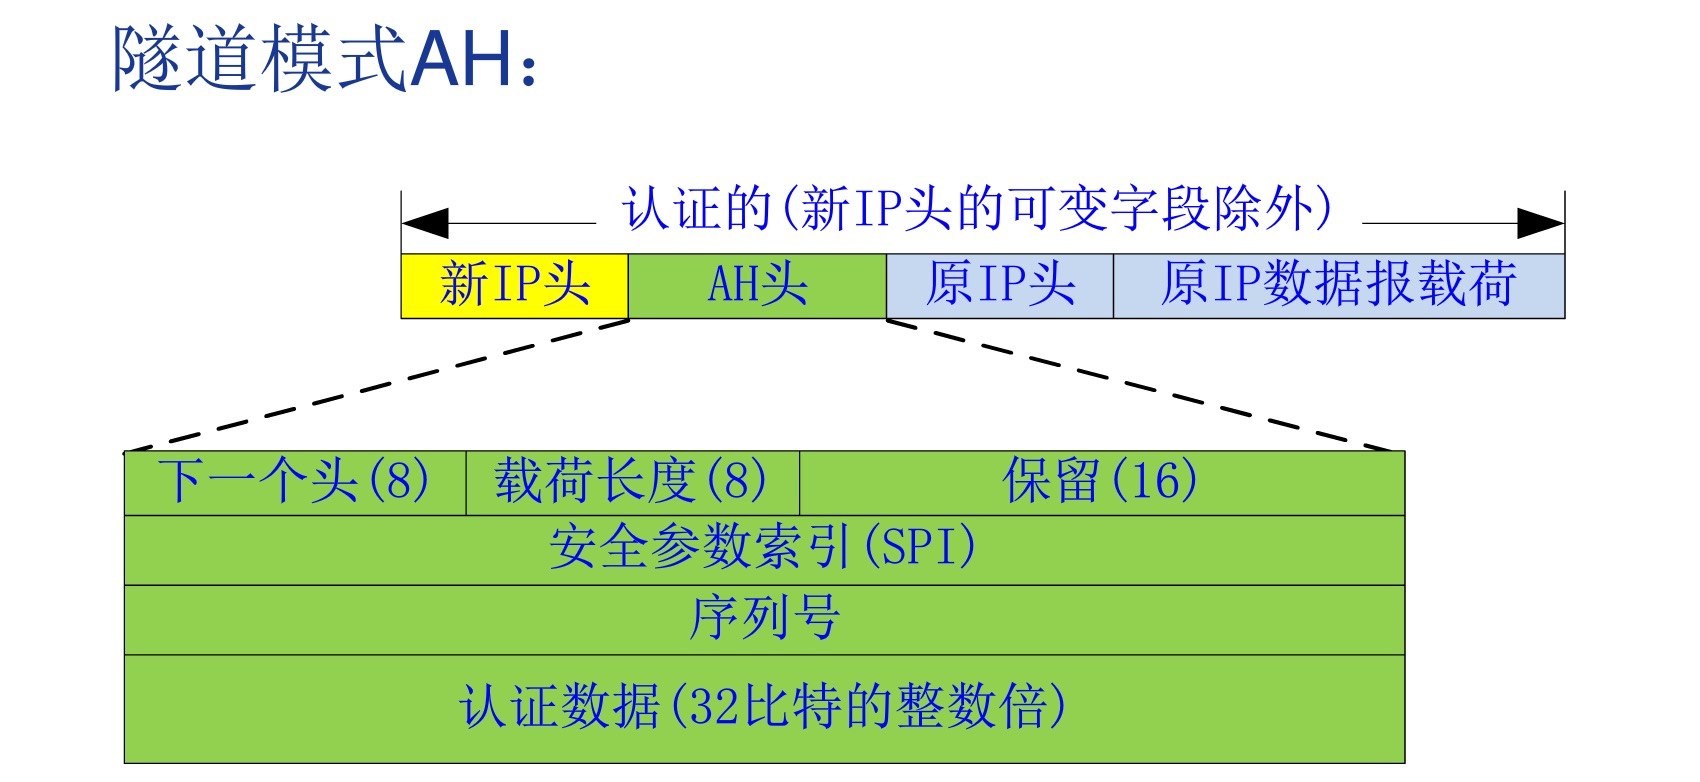 隧道模式AH：
认证的(新IP头的可变字段除外)
新IP头 AH头 原IP头 原IP数据报载荷
下一个头(8) 载荷长度(8) 保留(16)
安全参数索引(SPI)
序列号
认证数据(32比特的整数倍)